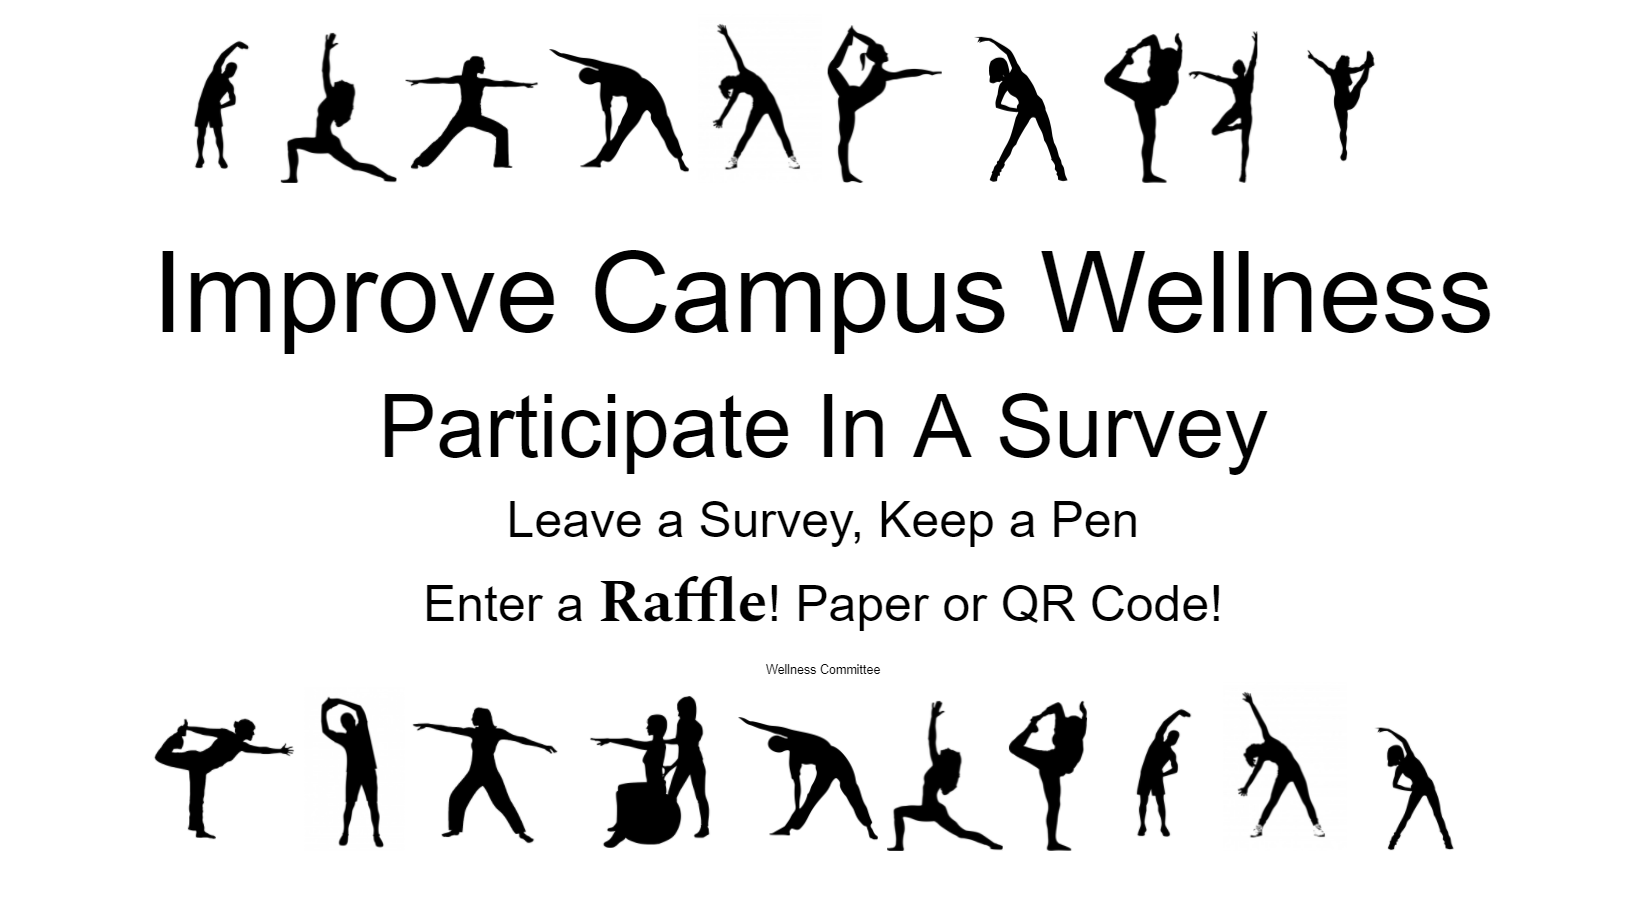 Improve Campus Wellness
Participate In A Survey
Leave a Survey, Keep a Pen
Enter a Raffle! Paper or QR Code!
Wellness Committee